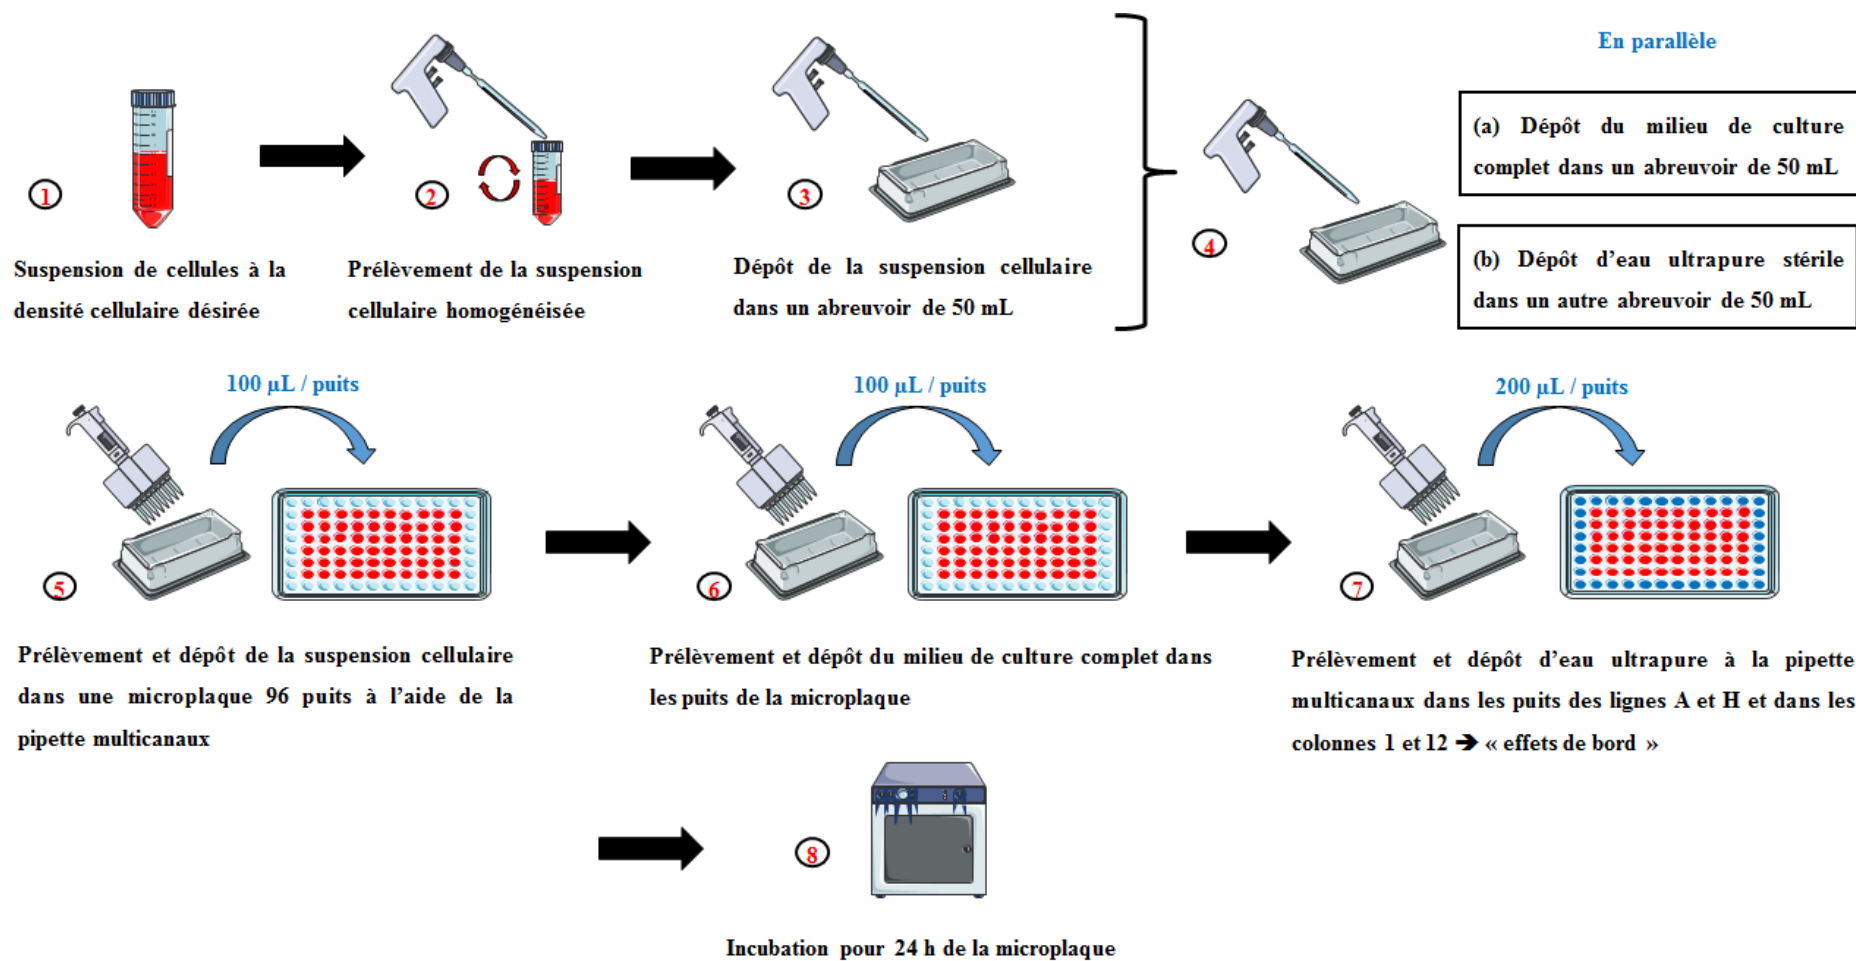 1
Suspension de cellules à la
densité cellulaire désirée
2
Prélèvement de la suspension
cellulaire homogénéisée
3
Dépôt de la suspension cellulaire
dans un abreuvoir de 50 mL
En parallèle
4
(a) Dépôt du milieu de culture
complet dans un abreuvoir de 50 mL
(b) Dépôt d’eau ultrapure stérile
dans un autre abreuvoir de 50 mL
100 µL / puits
5
Prélèvement et dépôt de la suspension cellulaire
dans une microplaque 96 puits à l’aide de la
pipette multicanaux
100 µL / puits
6
Prélèvement et dépôt du milieu de culture complet dans
les puits de la microplaque
200 µL / puits
7
Prélèvement et dépôt d’eau ultrapure à la pipette
multicanaux dans les puits des lignes A et H et dans les
colonnes 1 et 12 ➔ « effets de bord »
8
Incubation pour 24 h de la microplaque